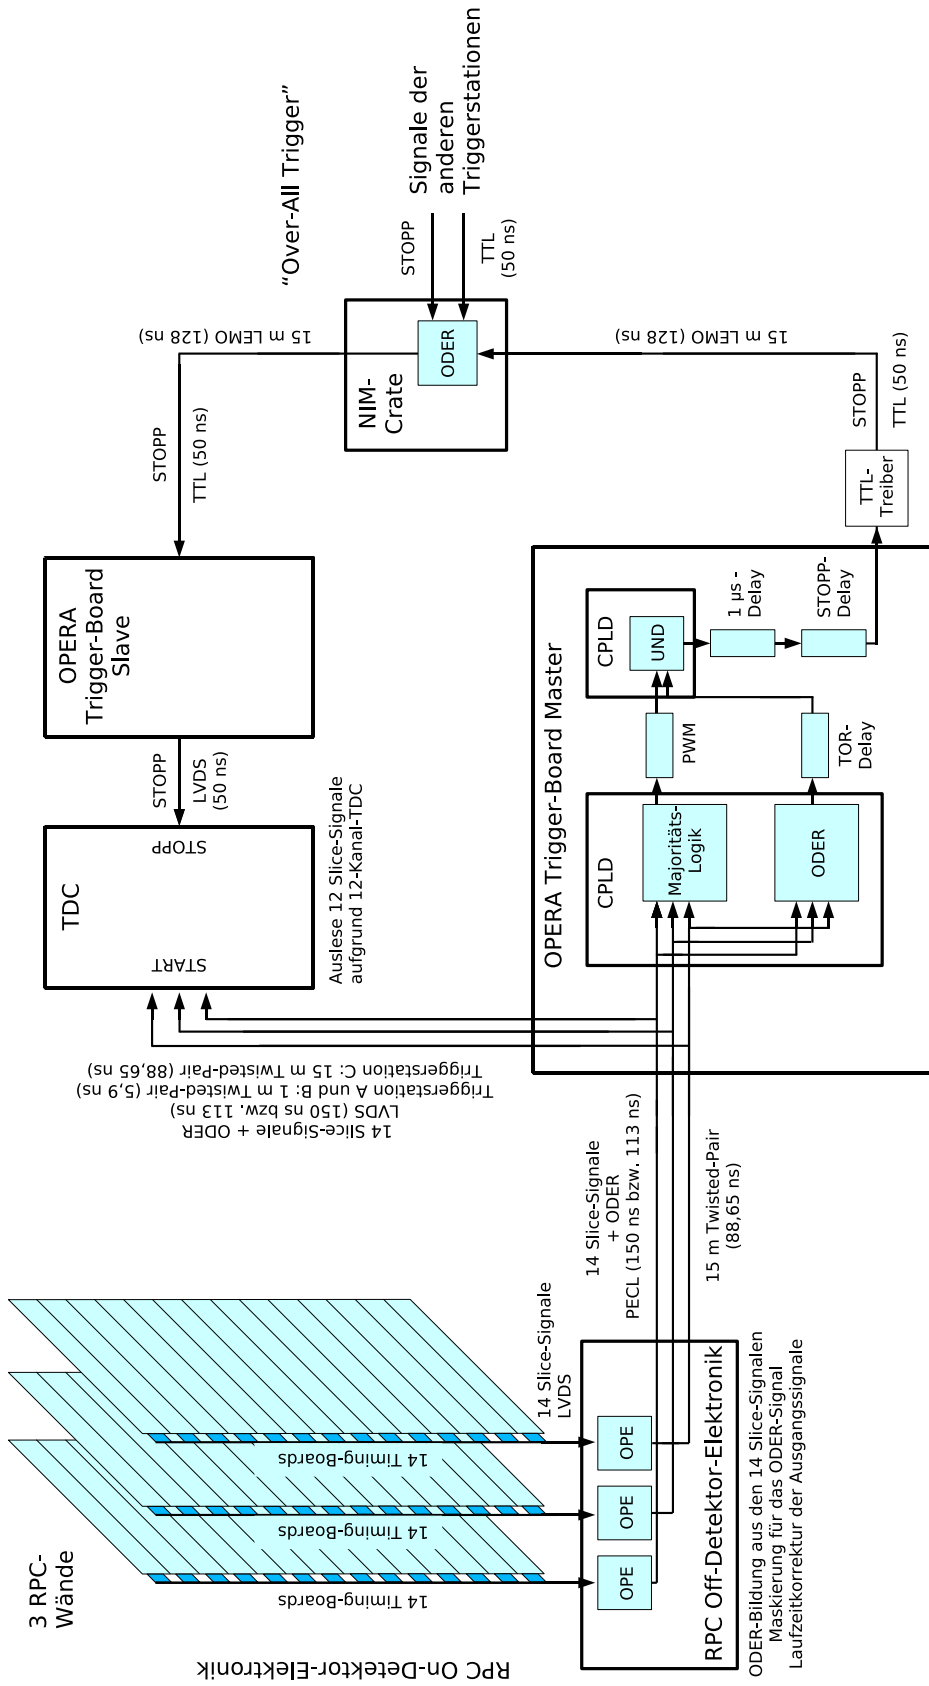 3 RPC-
Wände
RPC On-Detektor-Elektronik
14 Timing-Boards
14 Timing-Boards
14 Timing-Boards
14 Slice-Signale
LVDS
OPE
OPE
OPE
RPC Off-Detektor-Elektronik
ODER-Bildung aus den 14 Slice-Signalen
Maskierung für das ODER-Signal
Laufzeitkorrektur der Ausgangssignale
14 Slice-Signale
+ ODER
PECL (150 ns bzw. 113 ns)
15 m Twisted-Pair
(88,65 ns)
14 Slice-Signale + ODER
LVDS (150 ns bzw. 113 ns)
Triggerstation A und B: 1 m Twisted-Pair (5,9 ns)
Triggerstation C: 15 m Twisted-Pair (88,65 ns)
TDC
START
STOPP
Auslese 12 Slice-Signale
aufgrund 12-Kanal-TDC
STOPP
LVDS
(50 ns)
OPERA
Trigger-Board
Slave
STOPP
TTL (50 ns)
15 m LEMO (128 ns)
OPERA Trigger-Board Master
CPLD
Majoritäts-
Logik
ODER
PWM
TOR-
Delay
CPLD
UND
1 µs -
Delay
STOPP-
Delay
TTL-
Treiber
STOPP
TTL (50 ns)
15 m LEMO (128 ns)
NIM-
Crate
ODER
“Over-All Trigger”
STOPP
TTL
(50 ns)
Signale der
anderen
Triggerstationen